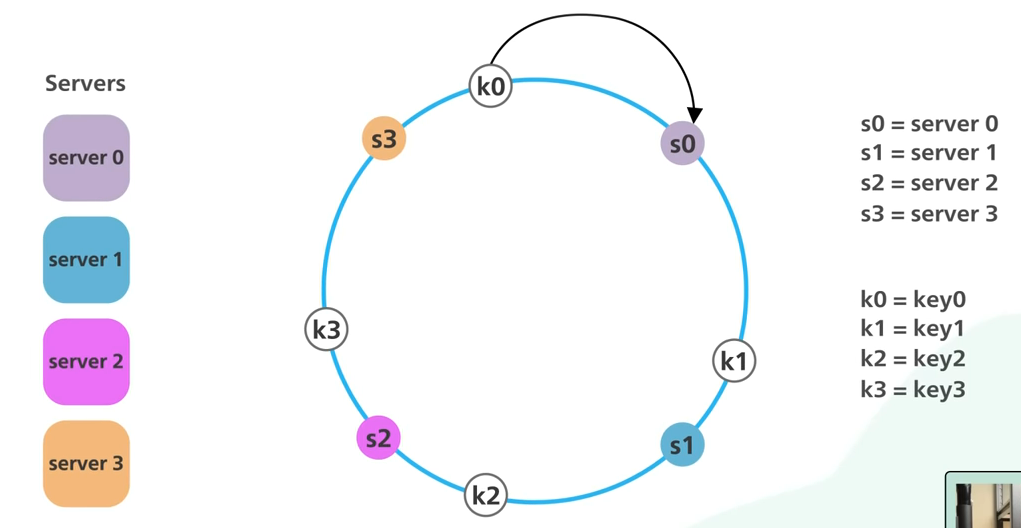 Servers
server 0
server 1
server 2
server 3
k0
s0
k1
s1
k2
s2
k3
s3
s0 = server 0
s1 = server 1
s2 = server 2
s3 = server 3
k0 = key0
k1 = key1
k2 = key2
k3 = key3